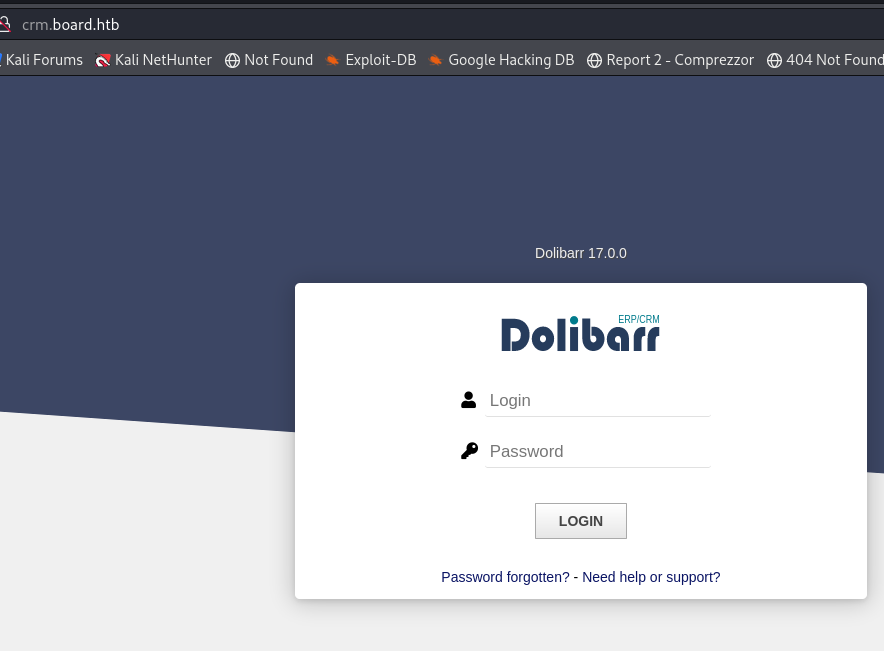 crm.board.htb
Kali Forums Kali NetHunter Not Found Exploit-DB Google Hacking DB Report 2 - Comprezzor 404 Not Found
Dolibarr 17.0.0
Dolibarr ERP/CRM
Login
Password
LOGIN
Password forgotten? - Need help or support?